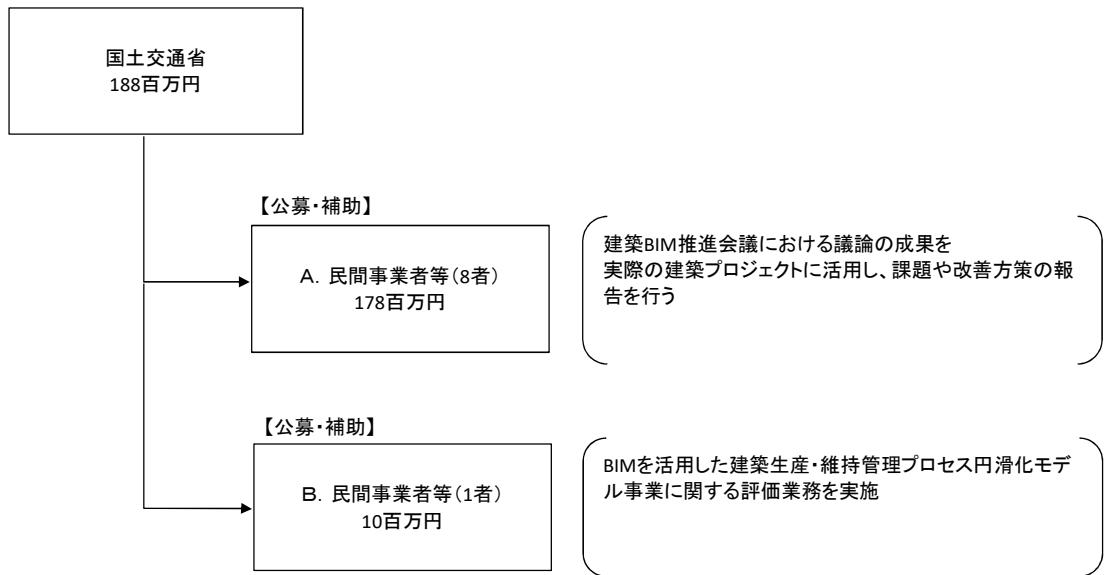 国土交通省
188百万円
【公募・補助】
A. 民間事業者等(8者)
178百万円
建築BIM推進会議における議論の成果を
実際の建築プロジェクトに活用し、課題や改善方策の報
告を行う
【公募・補助】
B. 民間事業者等(1者)
10百万円
BIMを活用した建築生産・維持管理プロセス円滑化モデ
ル事業に関する評価業務を実施